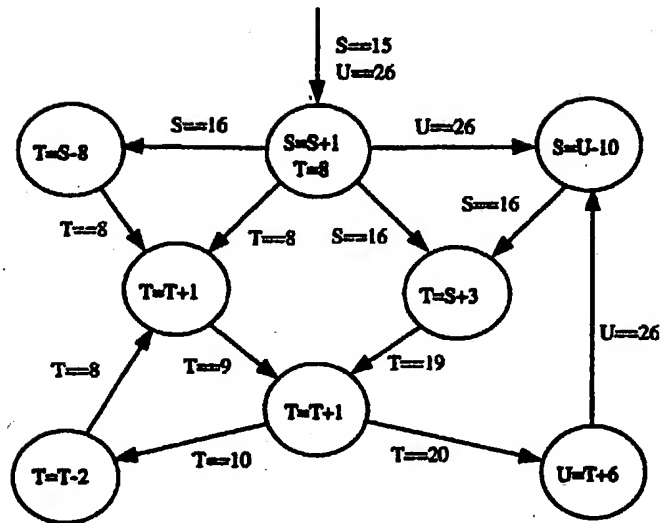 S==15
U==26
S==16
U==26
T=S-8
S=S+1
T=8
S=U-10
T==8
T==8
S==16
S==16
T=T+1
T=S+3
U==26
T==8
T==9
T==19
T=T+1
T=T-2
T==10
T==20
U=T+6